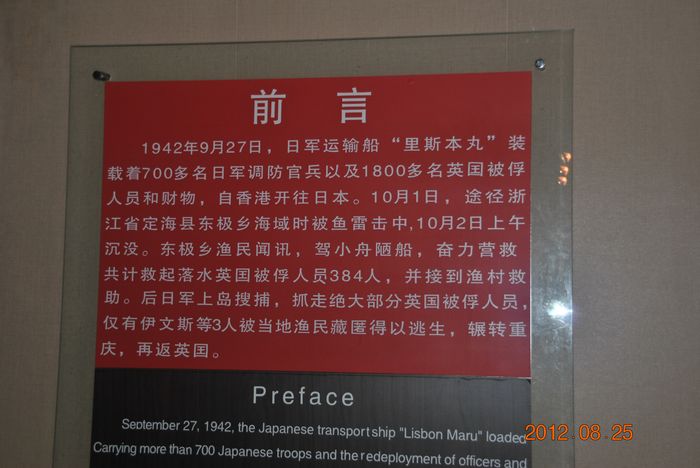 前 言
1942年9月27日，日军运输船“里斯本丸”装
载着700多名日军调防官兵以及1800多名英国被俘
人员和财物，自香港开往日本。10月1日，途径浙
江省定海县东极乡海域时被鱼雷击中,10月2日上午
沉没。东极乡渔民闻讯，驾小舟陋船，奋力营救
共计救起落水英国被俘人员384人，并接到渔村救
助。后日军上岛搜捕，抓走绝大部分英国被俘人员，
仅有伊文斯等3人被当地渔民藏匿得以逃生，辗转重
庆，再返英国。
Preface
September 27, 1942, the Japanese transport ship "Lisbon Maru" loaded
Carrying more than 700 Japanese troops and the redeployment of officers and
2012.08.25